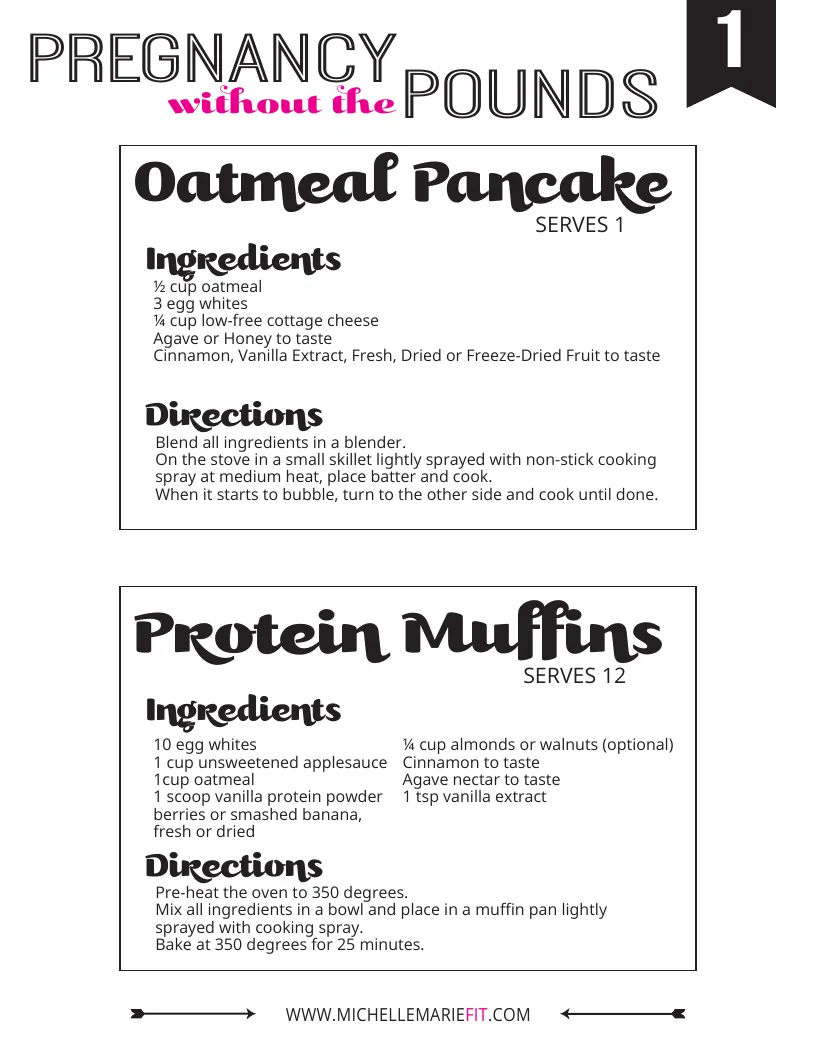 1
PREGNANCY
without the POUNDS
Oatmeal Pancake
SERVES 1
Ingredients
½ cup oatmeal
3 egg whites
¼ cup low-free cottage cheese
Agave or Honey to taste
Cinnamon, Vanilla Extract, Fresh, Dried or Freeze-Dried Fruit to taste
Directions
Blend all ingredients in a blender.
On the stove in a small skillet lightly sprayed with non-stick cooking
spray at medium heat, place batter and cook.
When it starts to bubble, turn to the other side and cook until done.
Protein Muffins
SERVES 12
Ingredients
10 egg whites
1 cup unsweetened applesauce
1cup oatmeal
1 scoop vanilla protein powder
berries or smashed banana,
fresh or dried
¼ cup almonds or walnuts (optional)
Cinnamon to taste
Agave nectar to taste
1 tsp vanilla extract
Directions
Pre-heat the oven to 350 degrees.
Mix all ingredients in a bowl and place in a muffin pan lightly
sprayed with cooking spray.
Bake at 350 degrees for 25 minutes.
WWW.MICHELLEMARIEFIT.COM